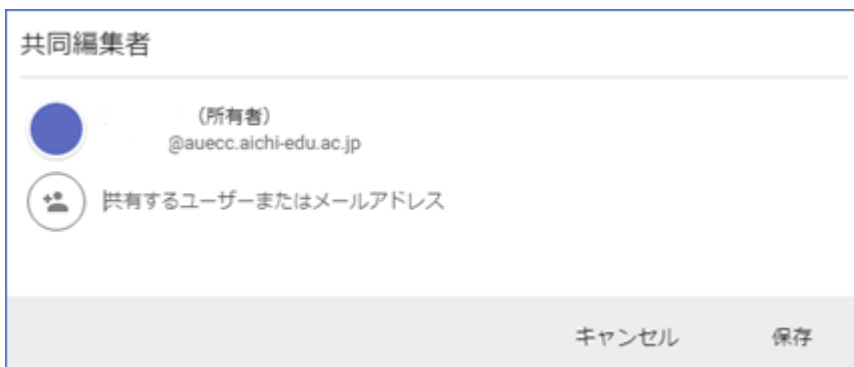 共同編集者
（所有者）
@auecc.aichi-edu.ac.jp
共有するユーザーまたはメールアドレス
キャンセル
保存